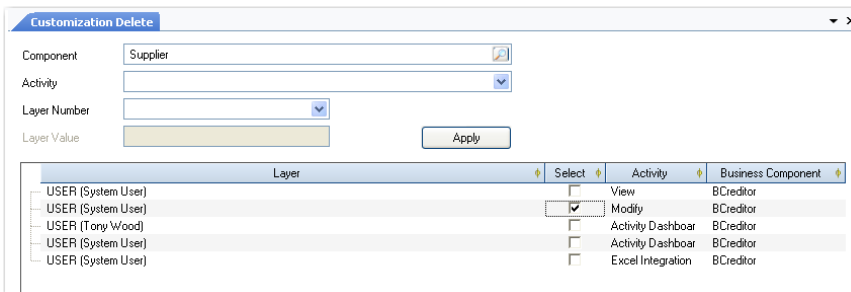 Customization Delete
Component Supplier
Activity
Layer Number
Layer Value Apply
Layer Select Activity Business Component
USER (System User) View BCreditor
USER (System User) Modify BCreditor
USER (Tony Wood) Activity Dashboar BCreditor
USER (System User) Activity Dashboar BCreditor
USER (System User) Excel Integration BCreditor